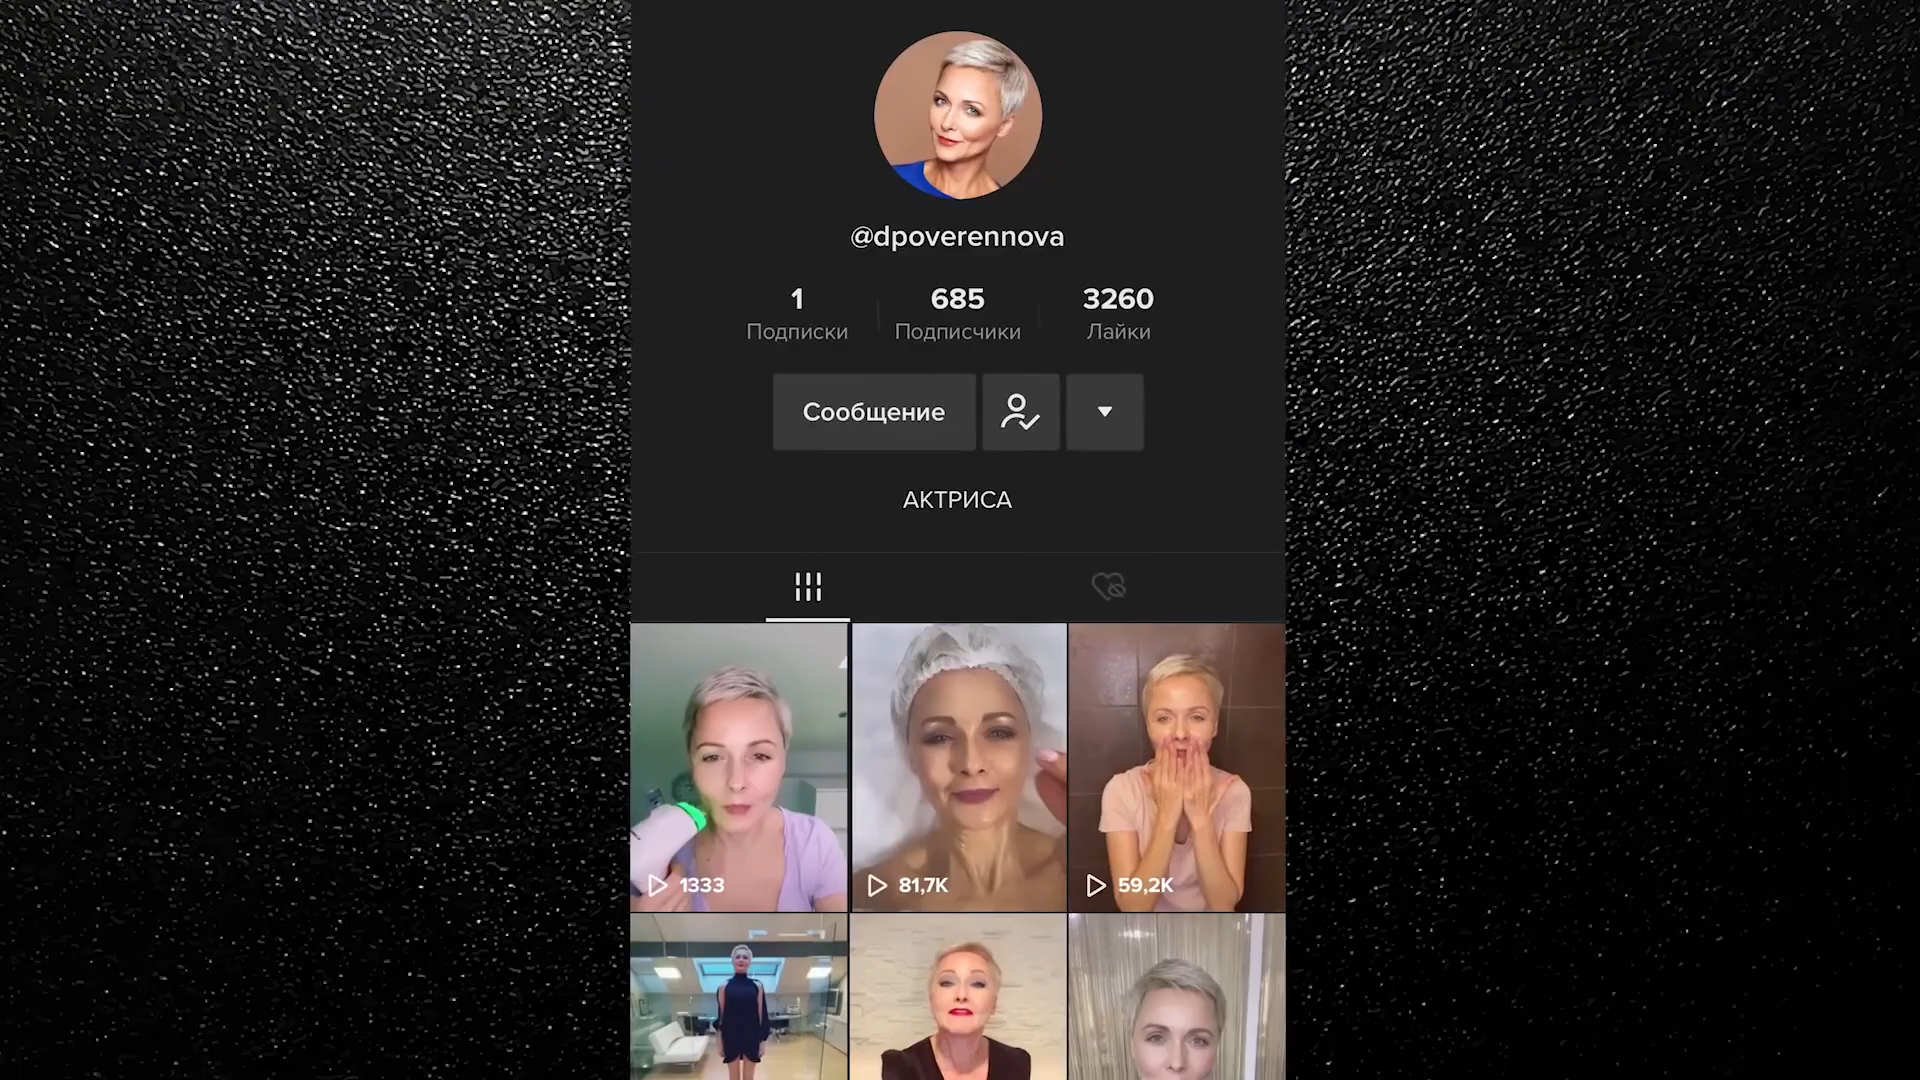 @dpoverennova
1 685 3260
Подписки Подписчики Лайки
Сообщение
АКТРИСА
1333 81,7K 59,2K